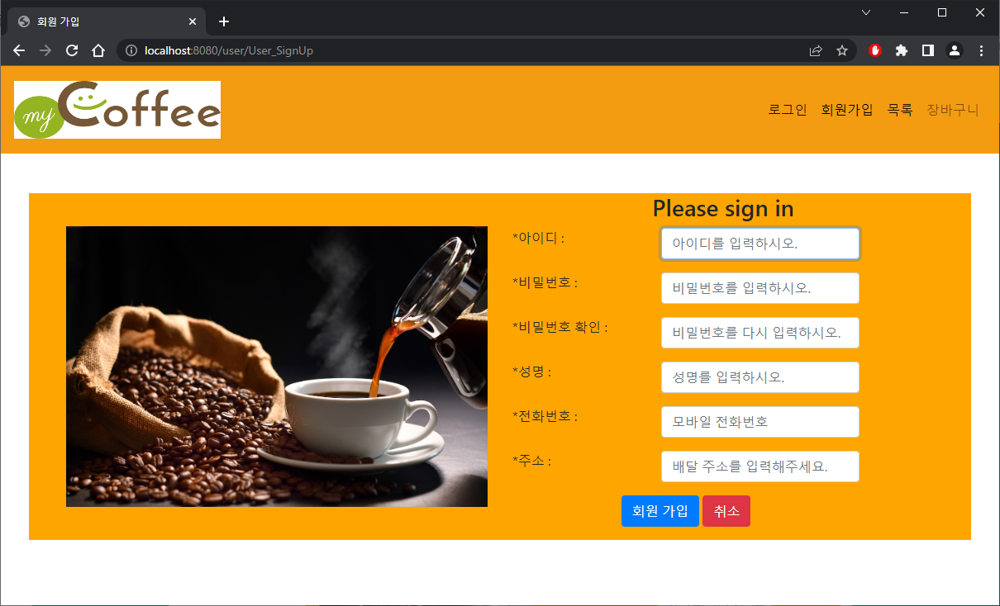 회원 가입
localhost:8080/user/User_SignUp
my Coffee
로그인 회원가입 목록 장바구니
Please sign in
*아이디 : 아이디를 입력하시오.
*비밀번호 : 비밀번호를 입력하시오.
*비밀번호 확인 : 비밀번호를 다시 입력하시오.
*성명 : 성명를 입력하시오.
*전화번호 : 모바일 전화번호
*주소 : 배달 주소를 입력해주세요.
회원 가입 취소